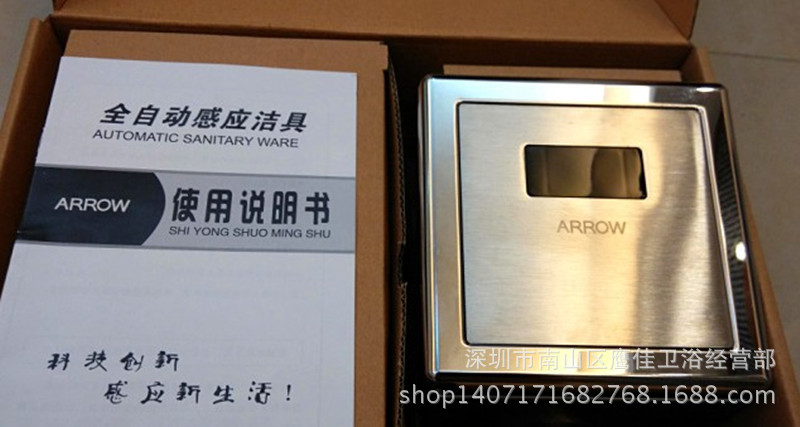 全自动感应洁具
AUTOMATIC SANITARY WARE
ARROW
使用说明书
SHI YONG SHUO MING SHU
科技创新
感应新生活!
ARROW
深圳市南山区鹰佳卫浴经营部
shop1407171682768.1688.com